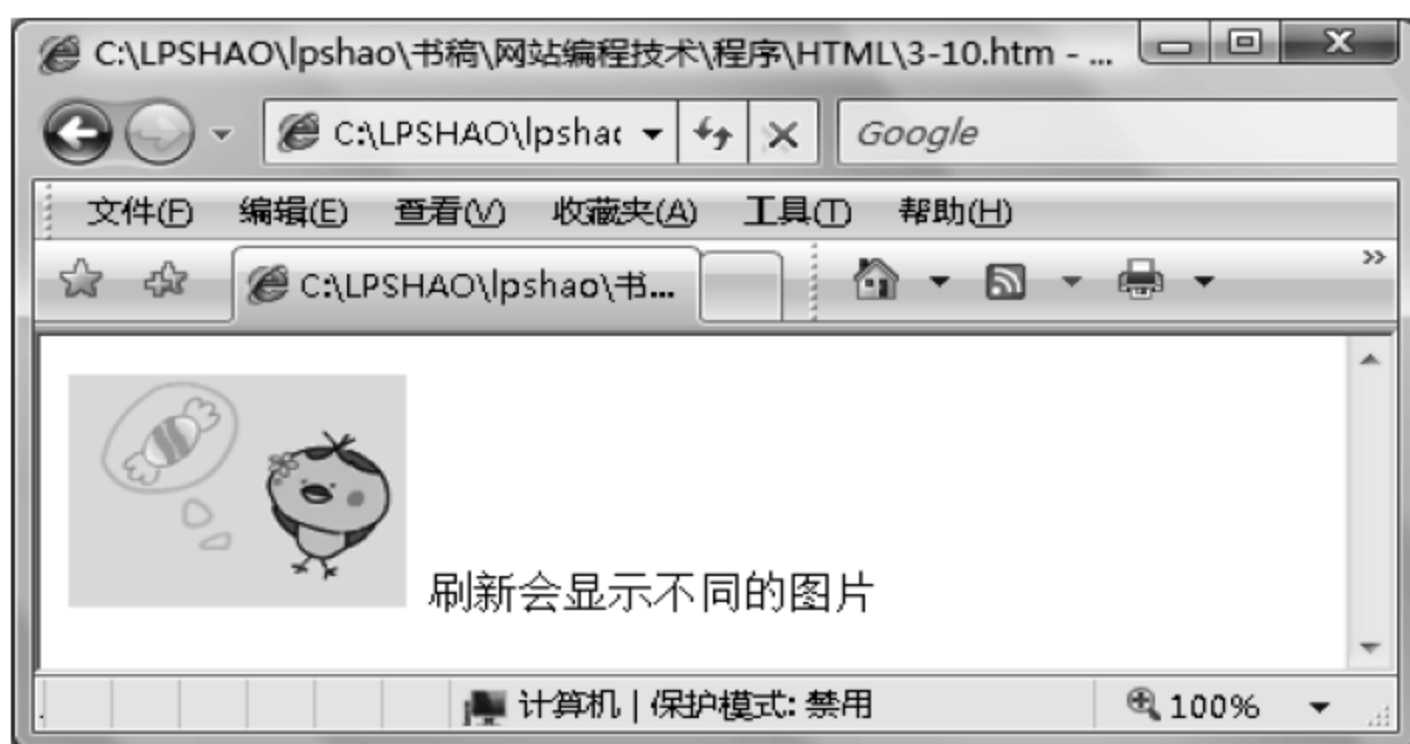 C:\LPSHAO\lpshao\书稿\网站编程技术\程序\HTML\3-10.htm - ...
C:\LPSHAO\lpshac Google
文件(F) 编辑(E) 查看(V) 收藏夹(A) 工具(T) 帮助(H)
C:\LPSHAO\lpshao\书... »
刷新会显示不同的图片
计算机 | 保护模式: 禁用 100%